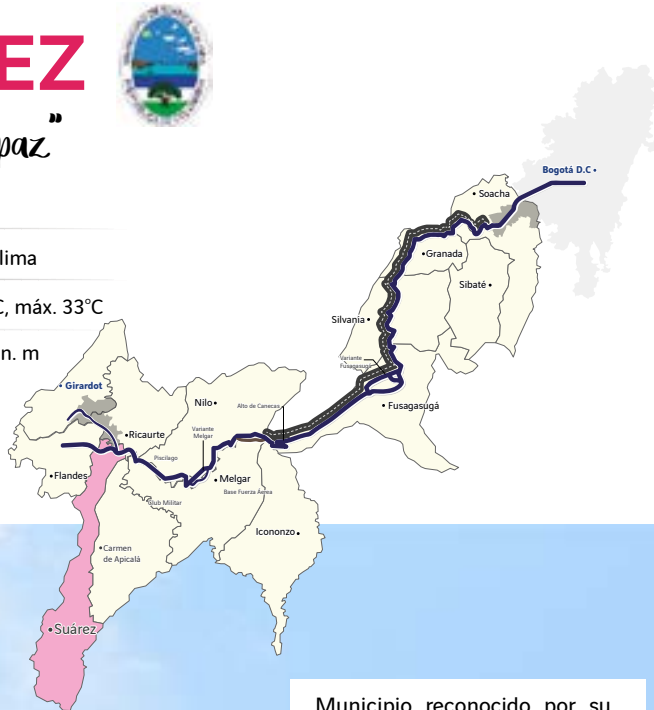 EZ
paz"
lima
C, máx. 33°C
n. m
Bogotá D.C
Soacha
Granada
Sibaté
Silvania
Variante
Fusagasugá
Girardot
Nilo
Alto de Canecas
Fusagasugá
Ricaurte
Variante
Melgar
Piscilago
Flandes
Melgar
Base Fuerza Aérea
Club Militar
Icononzo
Carmen
de Apicalá
Suárez
Municipio reconocido por su